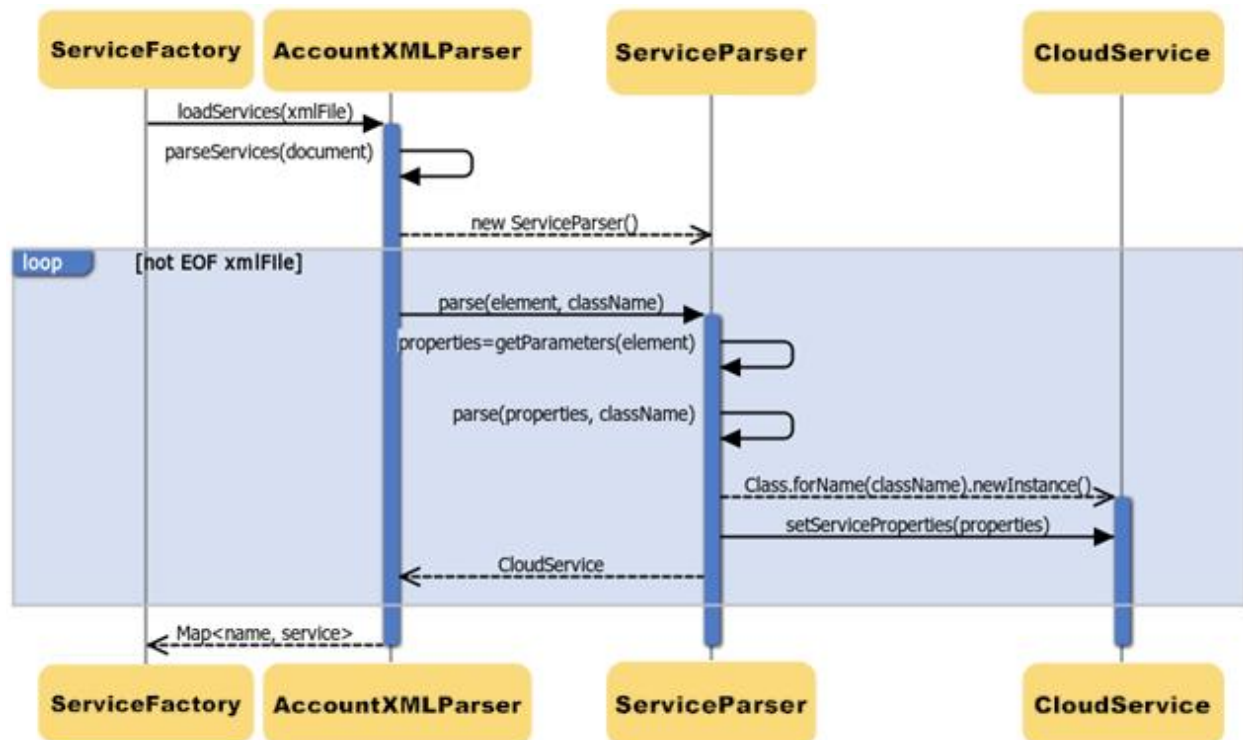 ServiceFactory
AccountXMLParser
ServiceParser
CloudService
loadServices(xmlFile)
parseServices(document)
new ServiceParser()
loop
[not EOF xmlFile]
parse(element, className)
properties=getParameters(element)
parse(properties, className)
Class.forName(className).newInstance()
setServiceProperties(properties)
CloudService
Map<name, service>
ServiceFactory
AccountXMLParser
ServiceParser
CloudService